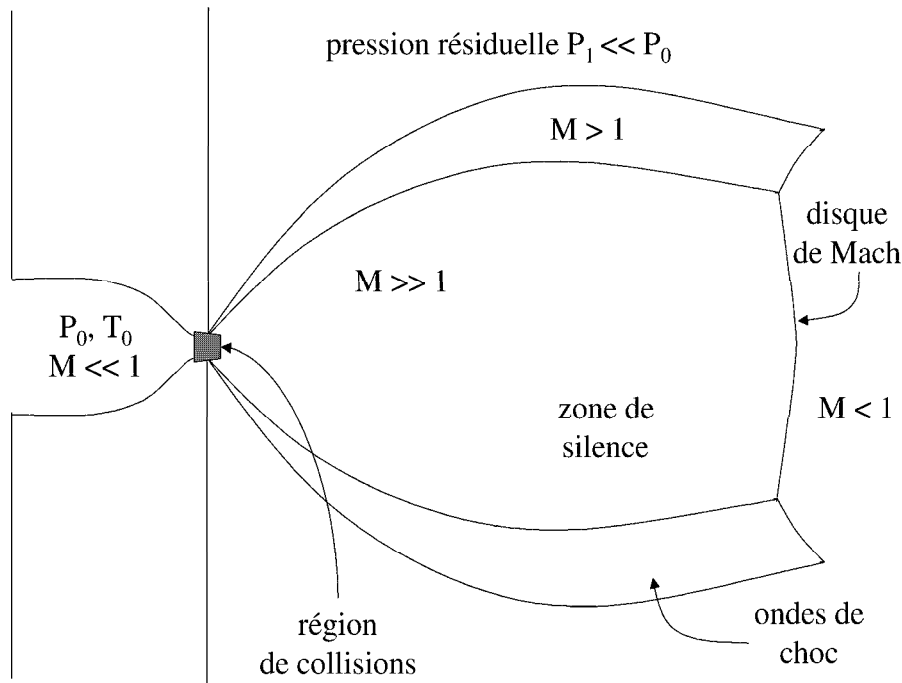 pression résiduelle P₁ << P₀
M > 1
disque
de Mach
M >> 1
P₀, T₀
M << 1
M < 1
zone de
silence
région
de collisions
ondes de
choc